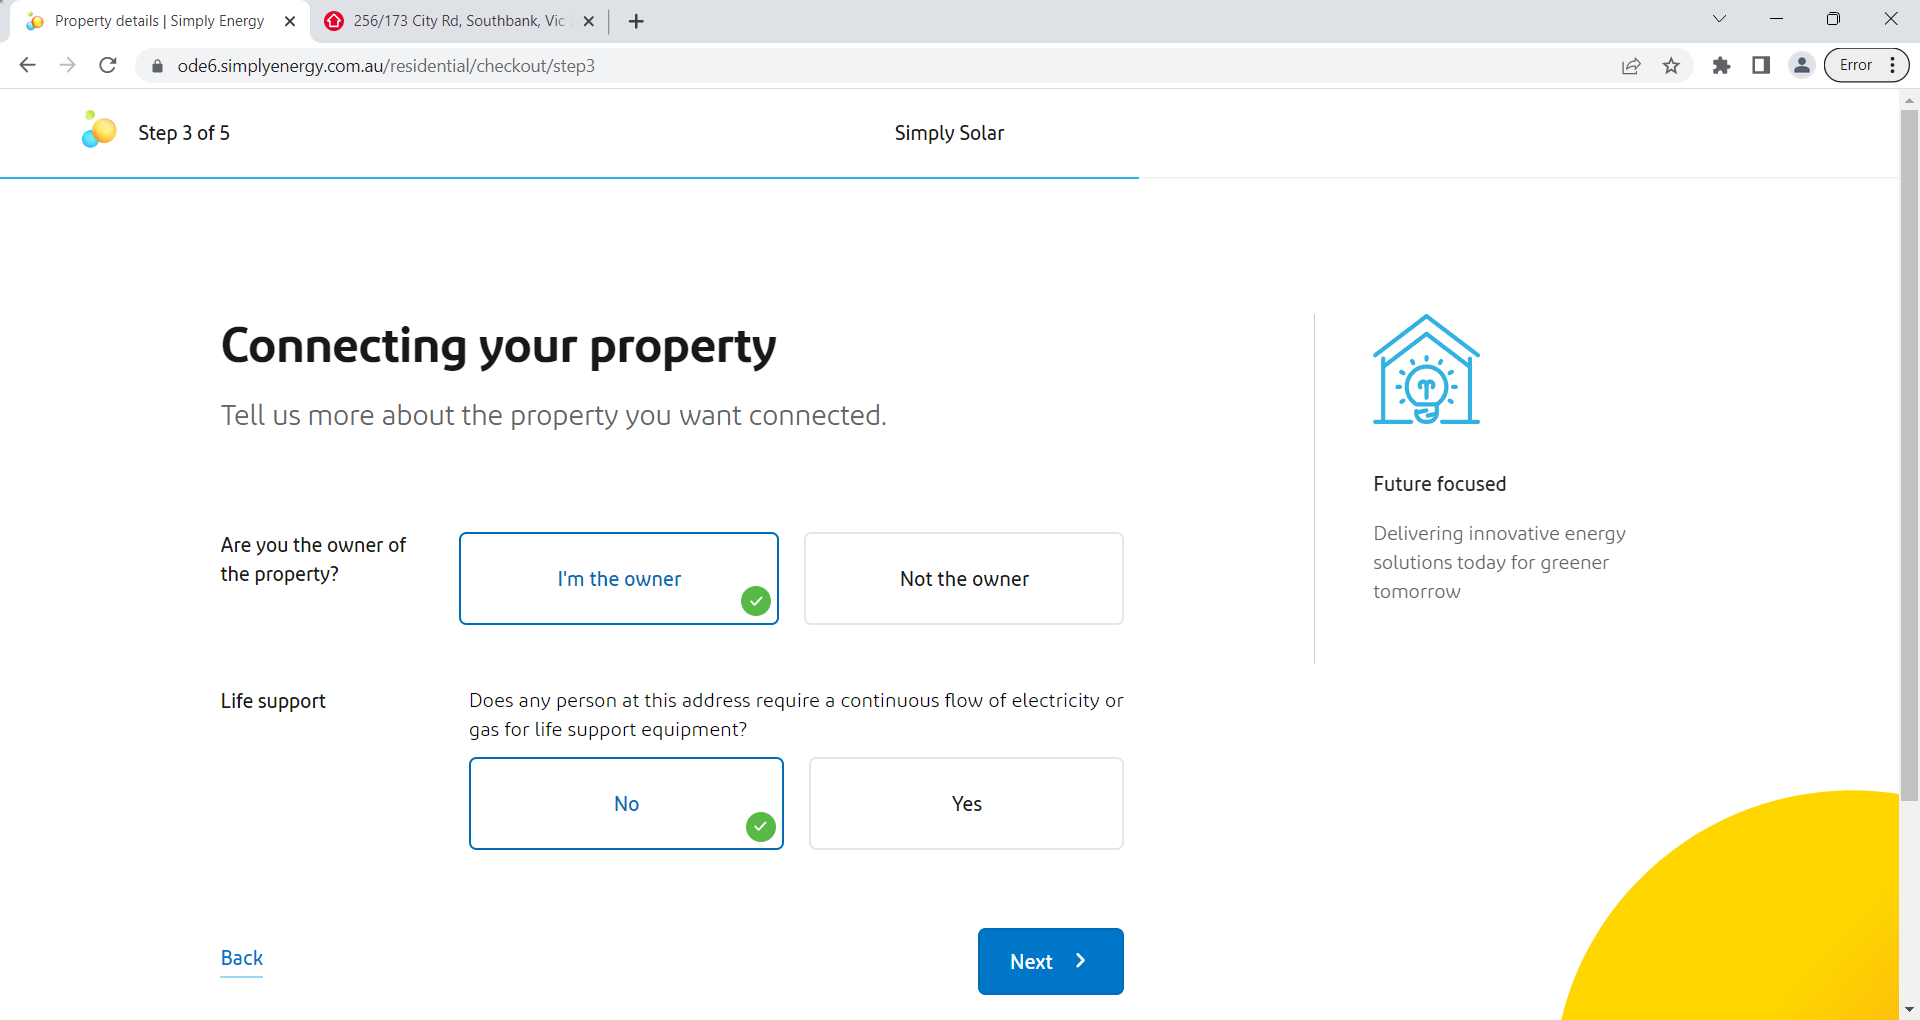 Property details | Simply Energy
256/173 City Rd, Southbank, Vic
ode6.simplyenergy.com.au/residential/checkout/step3
Error
Step 3 of 5
Simply Solar
Connecting your property
Tell us more about the property you want connected.
Future focused
Delivering innovative energy
solutions today for greener
tomorrow
Are you the owner of
the property?
I'm the owner
Not the owner
Life support
Does any person at this address require a continuous flow of electricity or
gas for life support equipment?
No
Yes
Back
Next